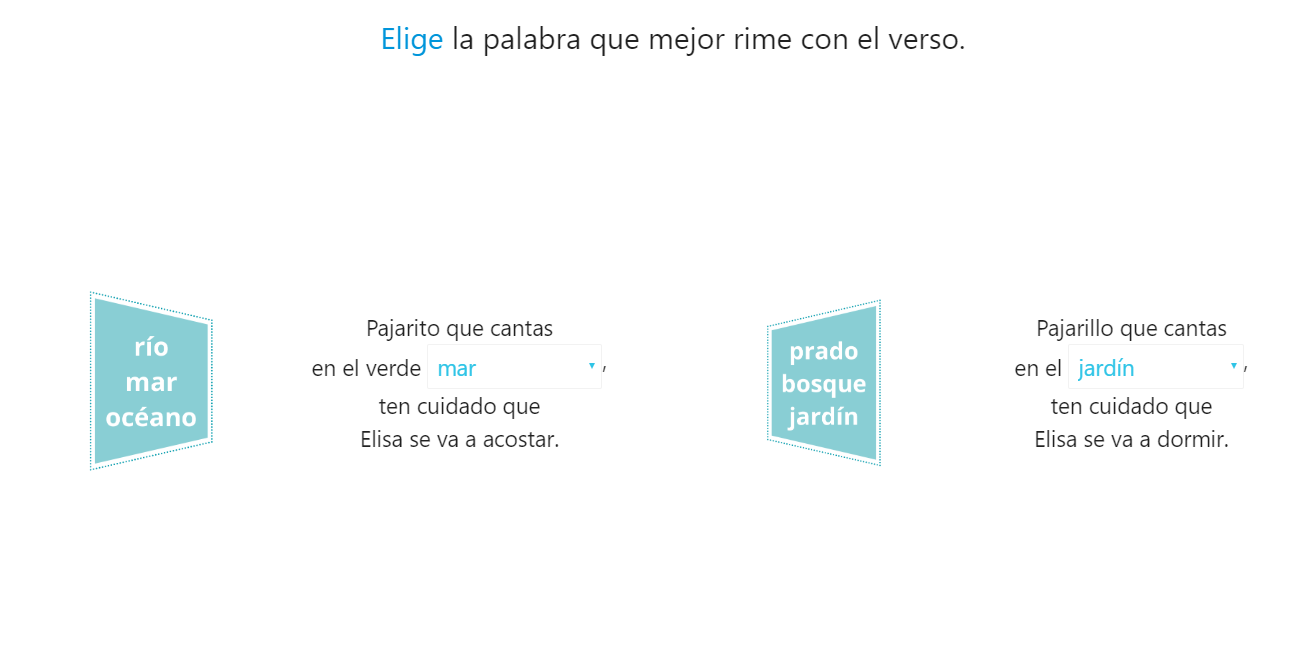 Elige la palabra que mejor rime con el verso.
río
mar
océano
Pajarito que cantas
en el verde mar ,
ten cuidado que
Elisa se va a acostar.
prado
bosque
jardín
Pajarillo que cantas
en el jardín ,
ten cuidado que
Elisa se va a dormir.